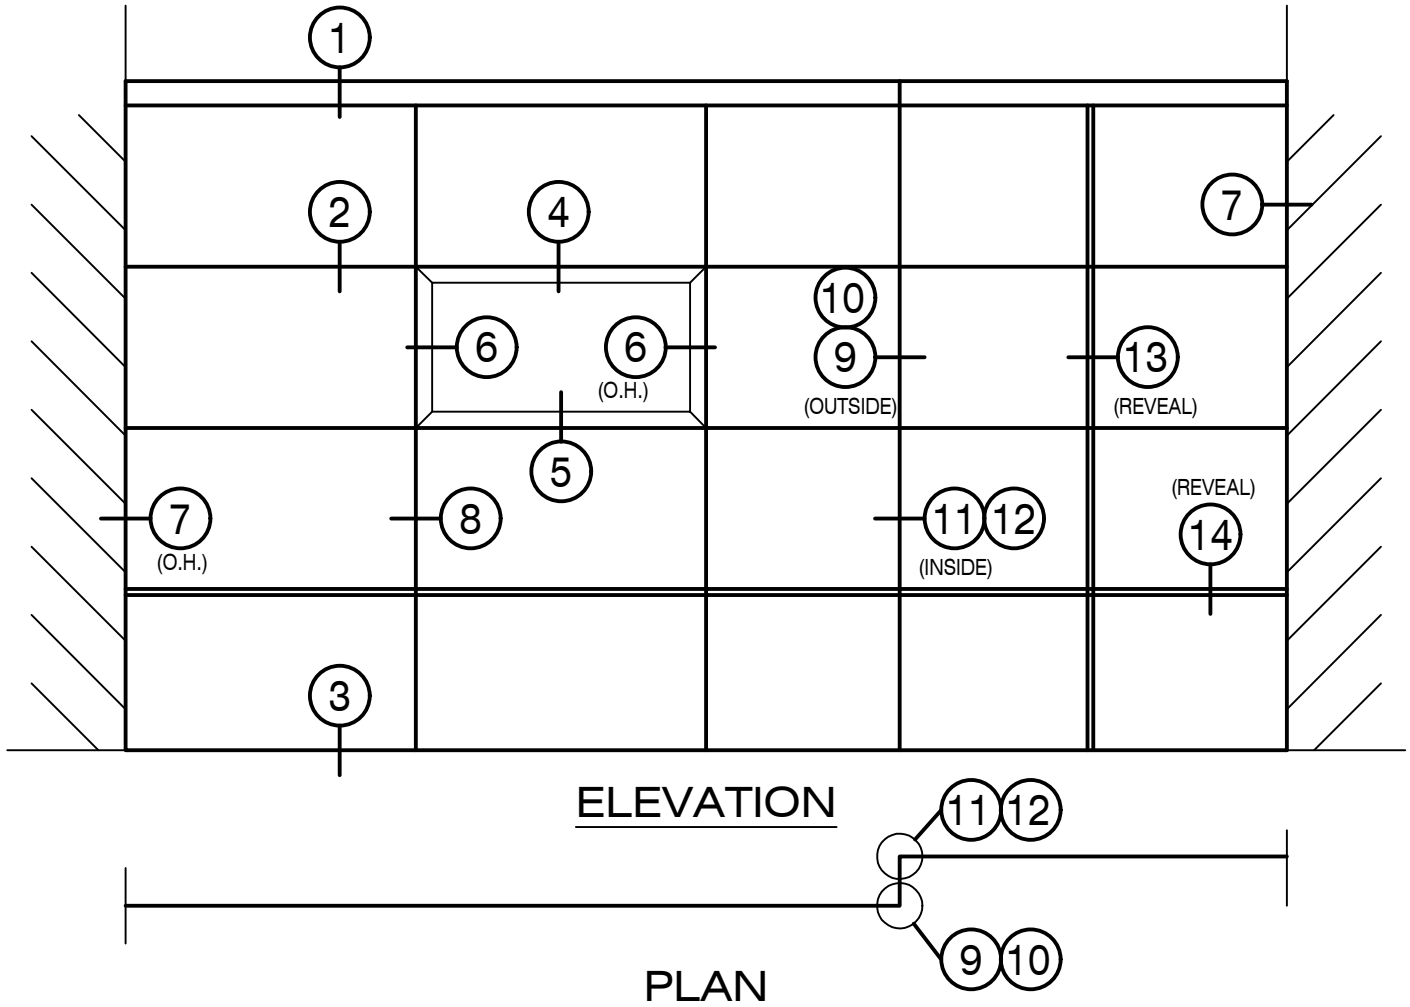 1
2 4 7
10
6 6 9 13
(O.H.)
(OUTSIDE) (REVEAL)
5
(REVEAL)
7 8 11 12 14
(O.H.) (INSIDE)
3
ELEVATION
11 12
9 10
PLAN